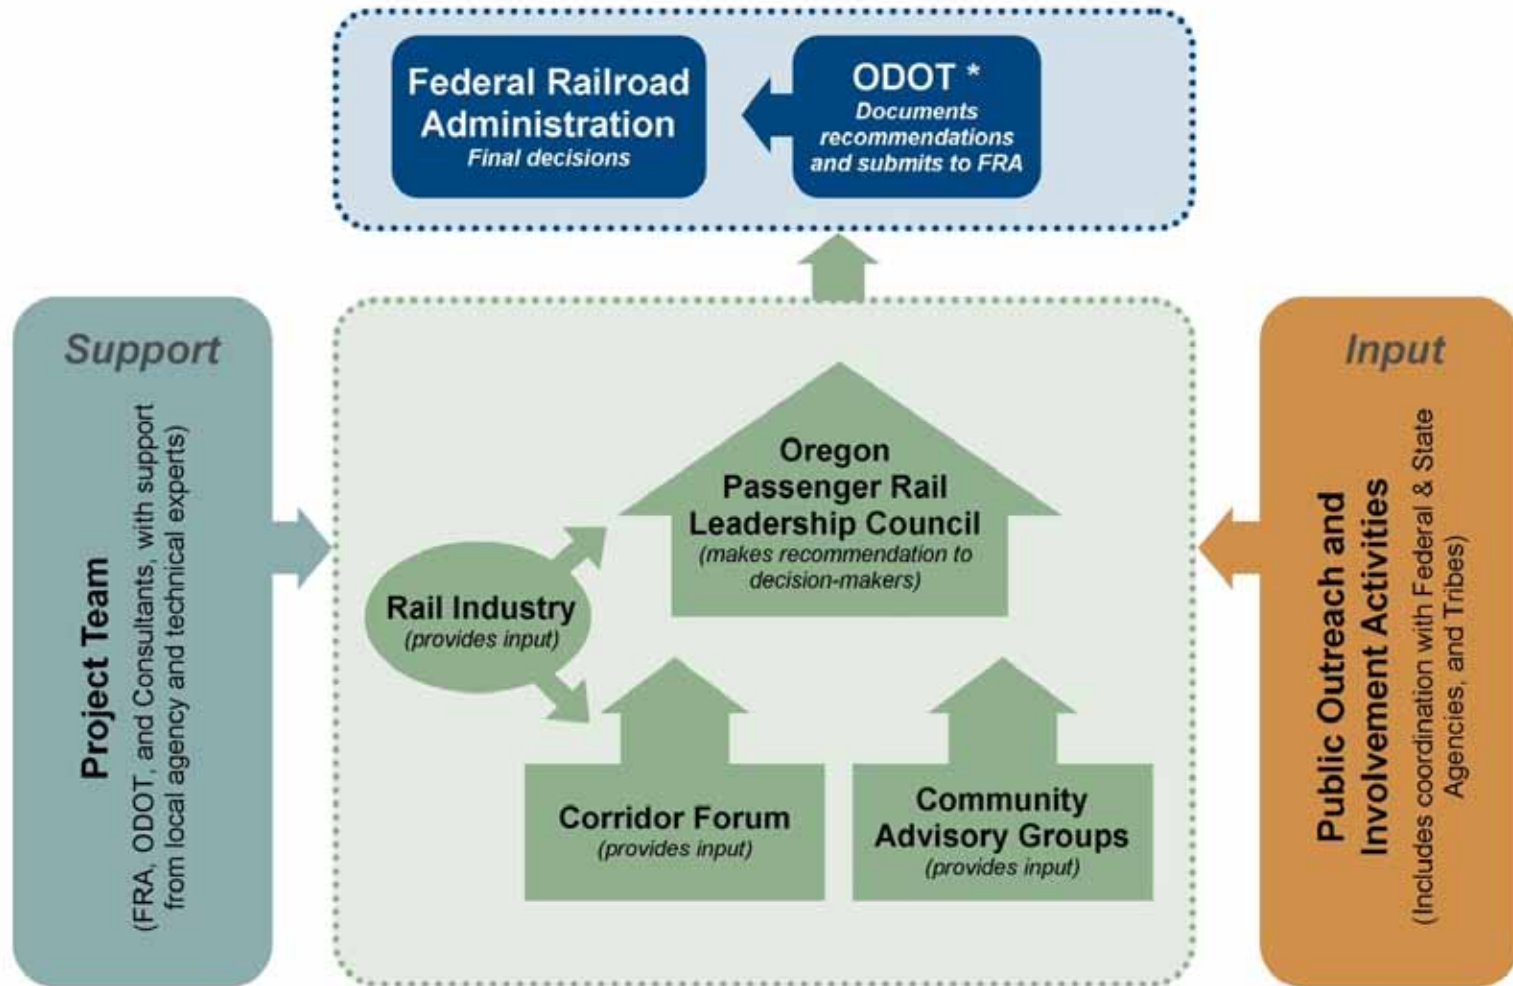 Federal Railroad
Administration
Final decisions
ODOT *
Documents
recommendations
and submits to FRA
Support
Project Team
(FRA, ODOT, and Consultants, with support
from local agency and technical experts)
Oregon
Passenger Rail
Leadership Council
(makes recommendation to
decision-makers)
Rail Industry
(provides input)
Corridor Forum
(provides input)
Community
Advisory Groups
(provides input)
Input
Public Outreach and
Involvement Activities
(Includes coordination with Federal & State
Agencies, and Tribes)